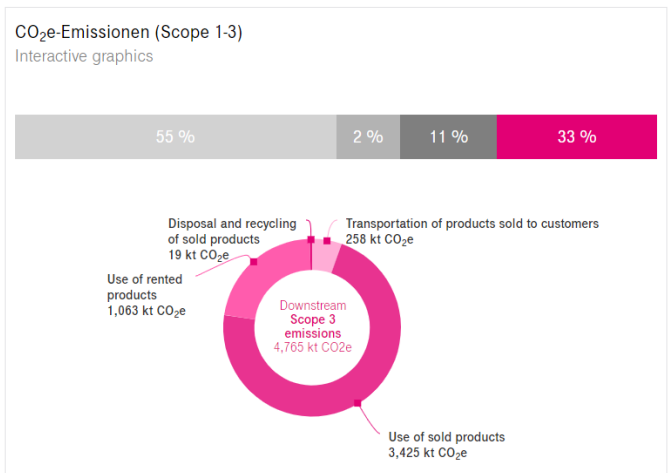 CO₂e-Emissionen (Scope 1-3)
Interactive graphics
55 % 2 % 11 % 33 %
Disposal and recycling
of sold products
19 kt CO₂e
Transportation of products sold to customers
258 kt CO₂e
Use of rented
products
1,063 kt CO₂e
Downstream
Scope 3
emissions
4,765 kt CO2e
Use of sold products
3,425 kt CO₂e